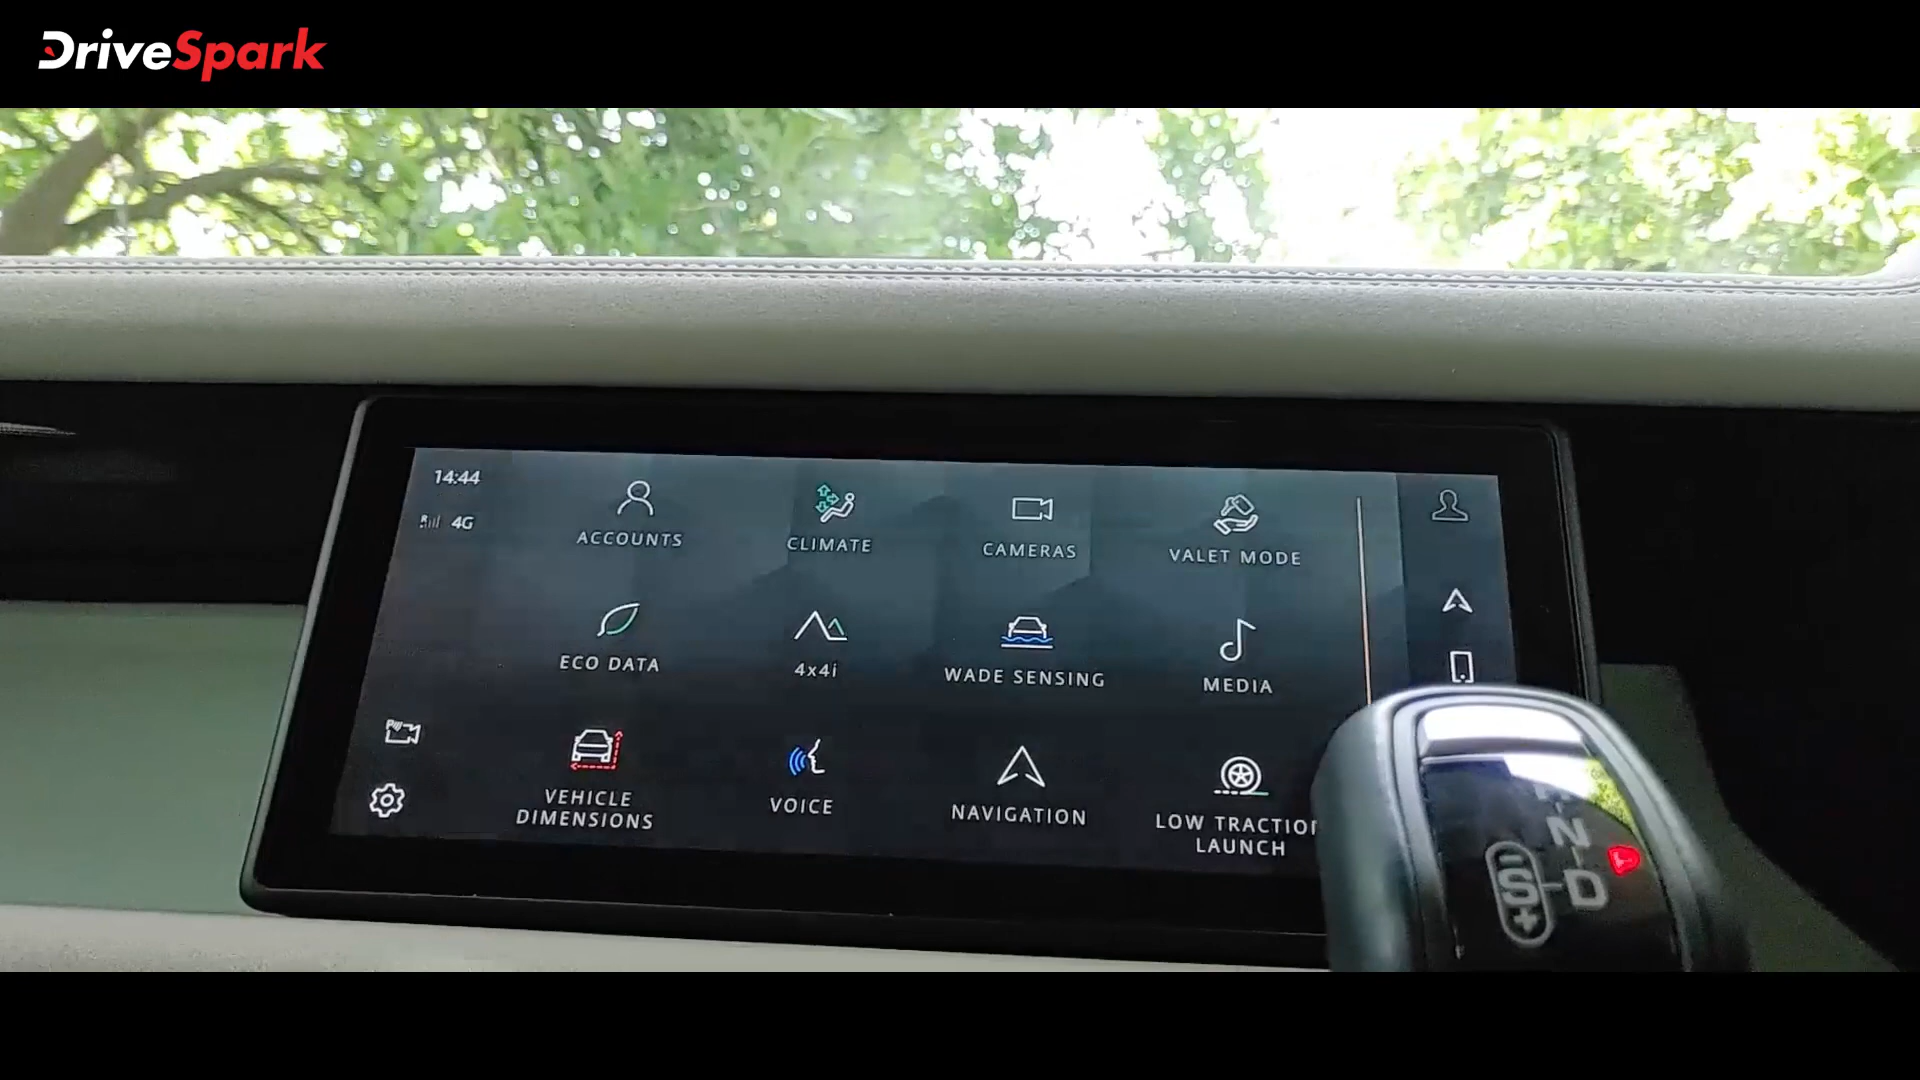 DriveSpark
14:44
4G
ACCOUNTS
CLIMATE
CAMERAS
VALET MODE
ECO DATA
4x4i
WADE SENSING
MEDIA
VEHICLE
DIMENSIONS
VOICE
NAVIGATION
LOW TRACTION
LAUNCH
N
S
D